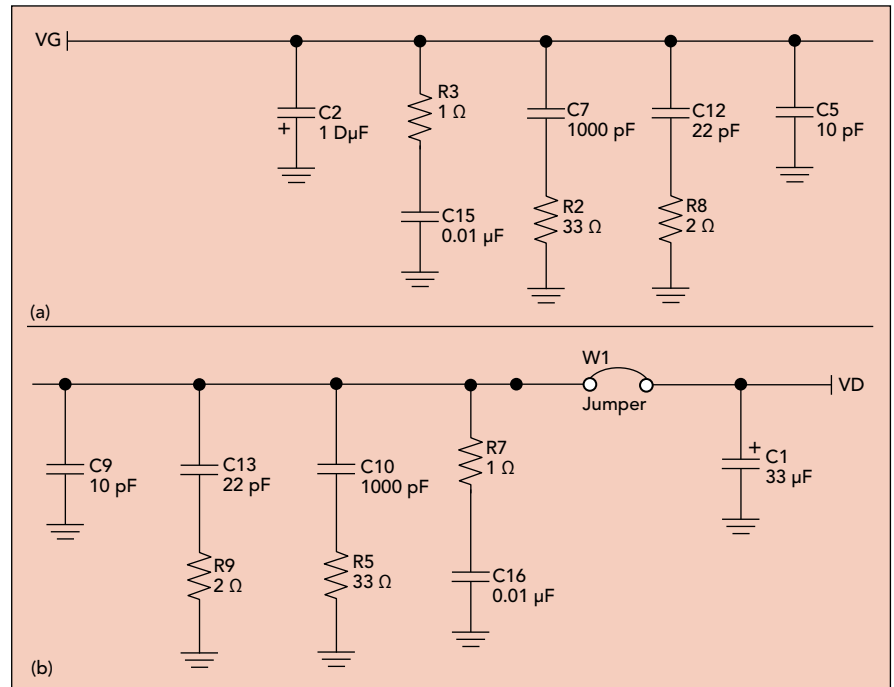 VG
C2
+
1 DµF
R3
1 Ω
C15
0.01 µF
C7
1000 pF
R2
33 Ω
C12
22 pF
R8
2 Ω
C5
10 pF
(a)
W1
Jumper
VD
C9
10 pF
C13
22 pF
R9
2 Ω
C10
1000 pF
R5
33 Ω
R7
1 Ω
C16
0.01 µF
+
C1
33 µF
(b)